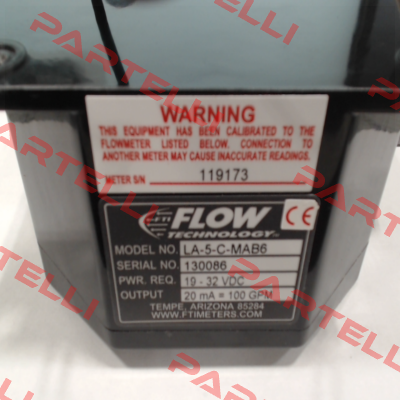 WARNING
THIS EQUIPMENT HAS BEEN CALIBRATED TO THE
FLOWMETER LISTED BELOW. CONNECTION TO
ANOTHER METER MAY CAUSE INACCURATE READINGS.
METER S/N 119173
FTI FLOW CE
TECHNOLOGY
MODEL NO. LA-5-C-MAB6
SERIAL NO. 130086
PWR. REQ. 10 - 32 VDC
OUTPUT 20 mA = 100 GPM
TEMPE, ARIZONA 85284
WWW.FTIMETERS.COM
PARTELLI
PARTELLI
PARTELLI
PARTELLI